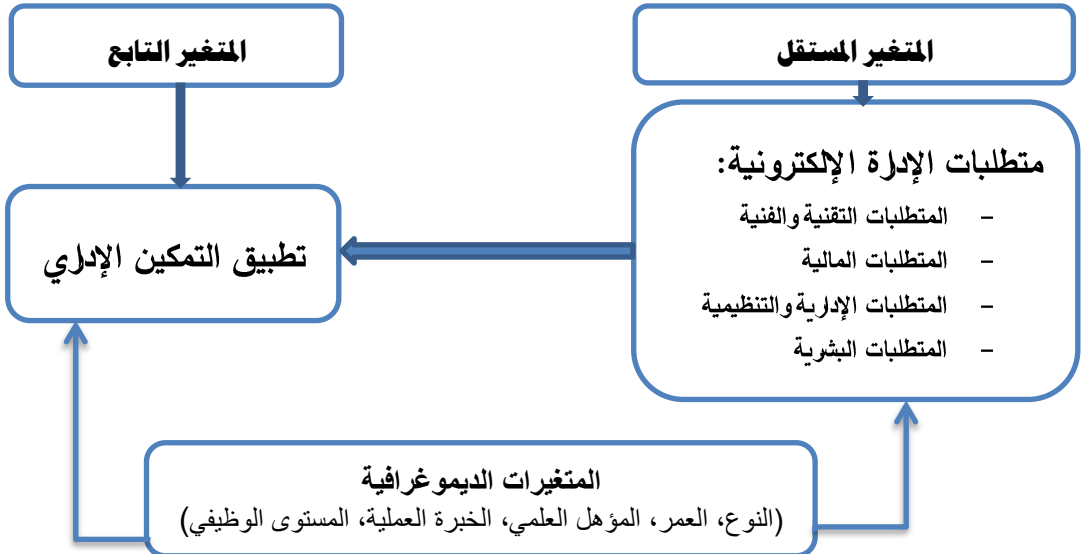 المتغير المستقل
المتغير التابع
متطلبات الإدارة الإلكترونية:
- المتطلبات التقنية والفنية
- المتطلبات المالية
- المتطلبات الإدارية والتنظيمية
- المتطلبات البشرية
تطبيق التمكين الإداري
المتغيرات الديموغرافية
(النوع، العمر، المؤهل العلمي، الخبرة العملية، المستوى الوظيفي)